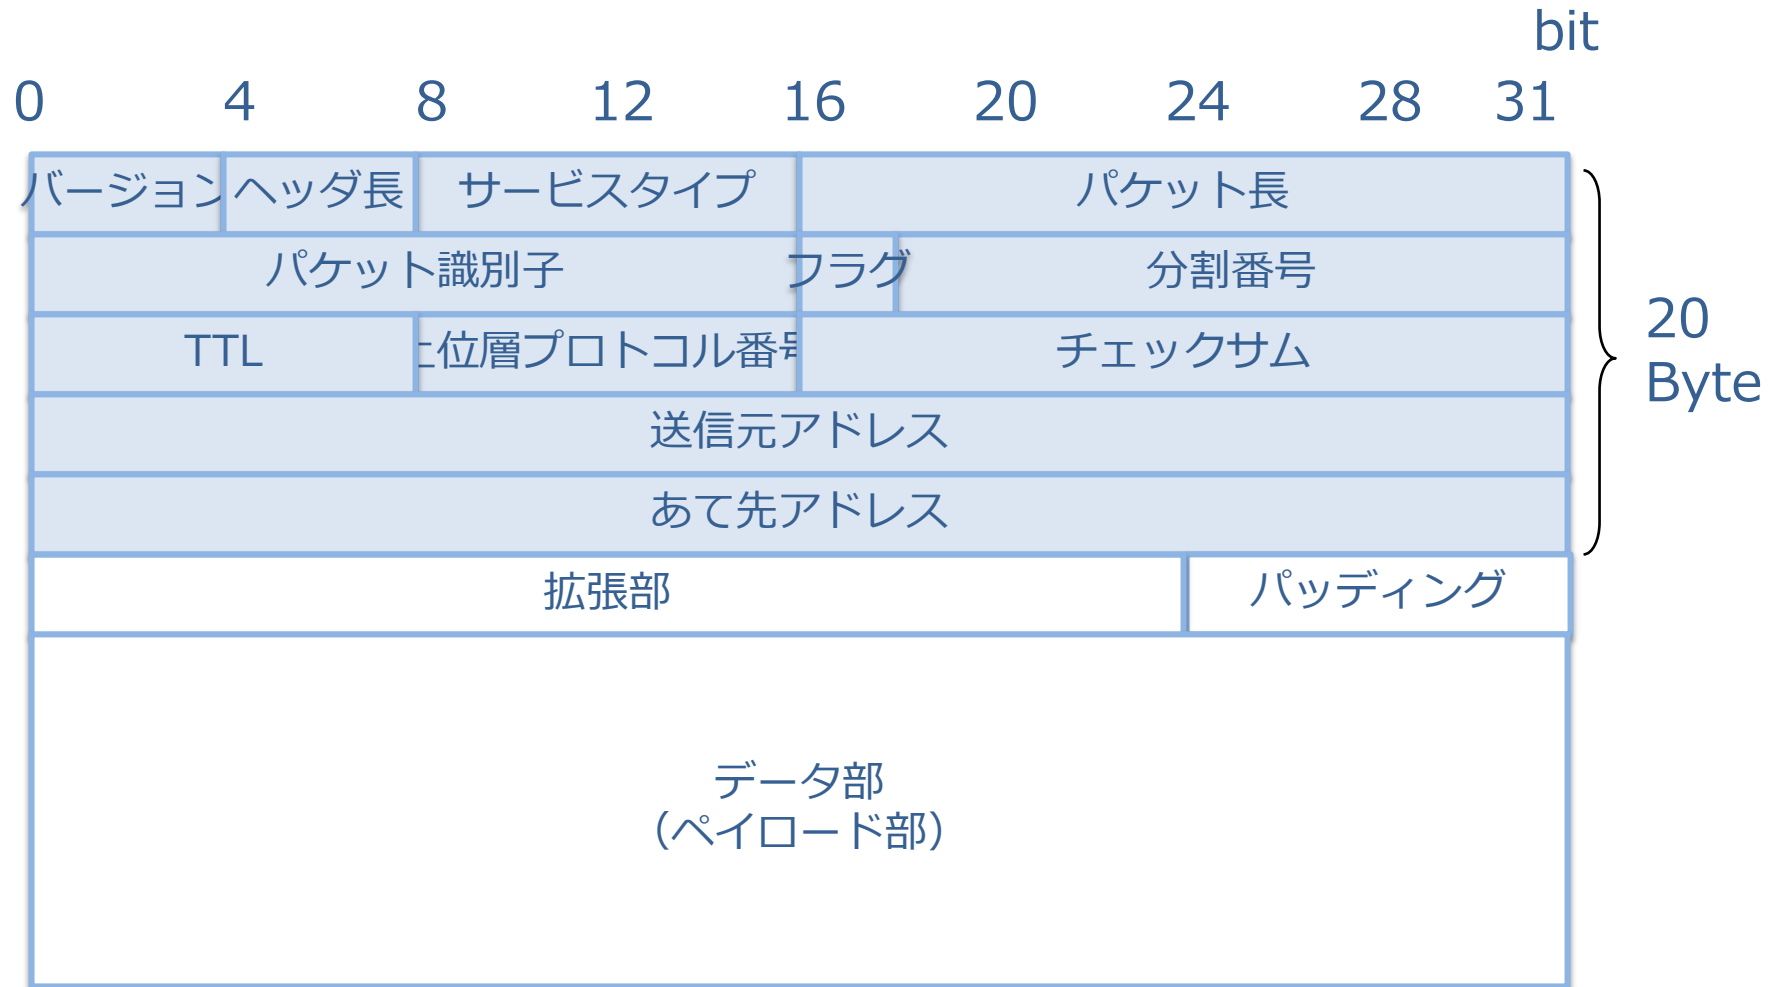 bit
0 4 8 12 16 20 24 28 31
バージョン ヘッダ長 サービスタイプ パケット長
パケット識別子 フラグ 分割番号
TTL 上位層プロトコル番号 チェックサム
送信元アドレス
あて先アドレス
20
Byte
拡張部 パッディング
データ部
（ペイロード部）